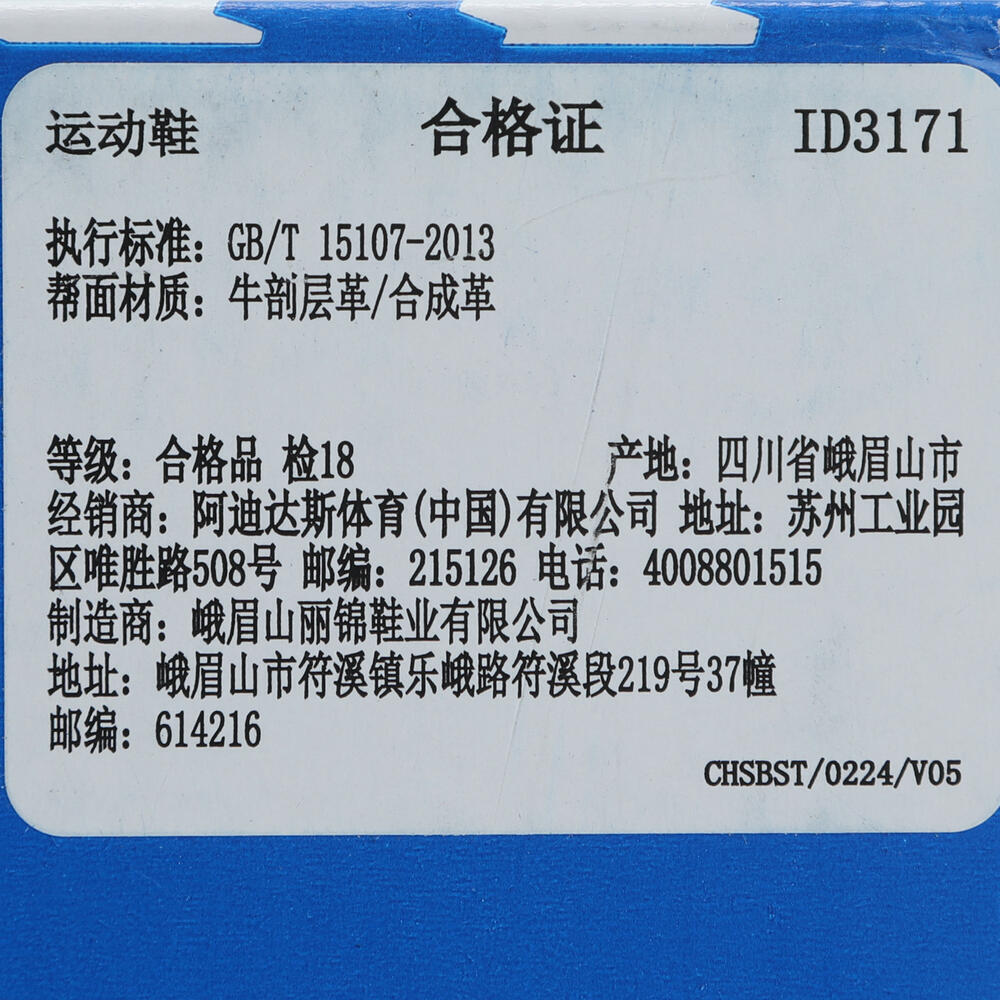 运动鞋 合格证 ID3171
执行标准：GB/T 15107-2013
帮面材质：牛剖层革/合成革
等级：合格品 检18 产地：四川省峨眉山市
经销商：阿迪达斯体育(中国)有限公司 地址：苏州工业园
区唯胜路508号 邮编：215126 电话：4008801515
制造商：峨眉山丽锦鞋业有限公司
地址：峨眉山市符溪镇乐峨路符溪段219号37幢
邮编：614216
CHSBST/0224/V05